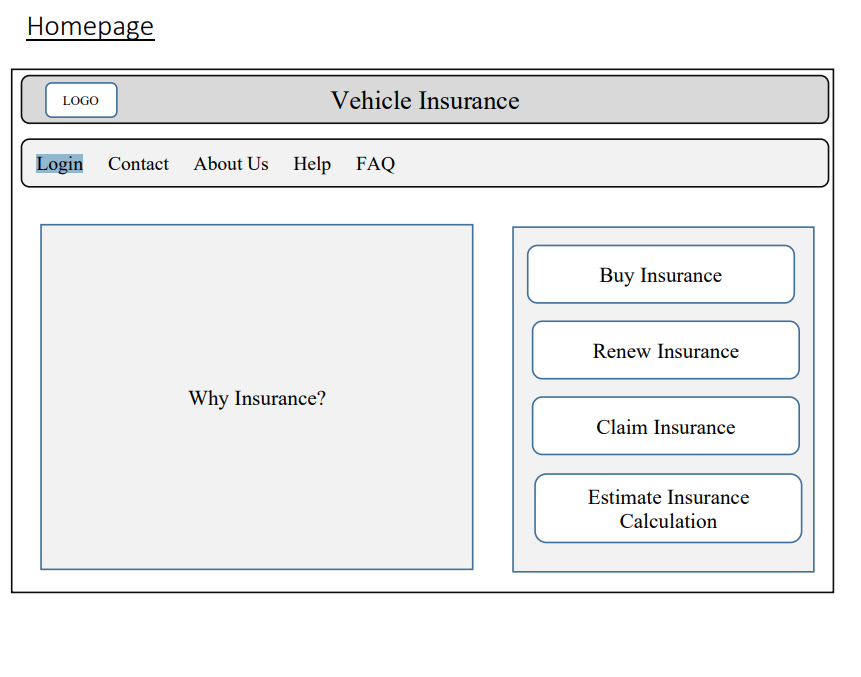 Homepage
LOGO
Vehicle Insurance
Login Contact About Us Help FAQ
Why Insurance?
Buy Insurance
Renew Insurance
Claim Insurance
Estimate Insurance
Calculation